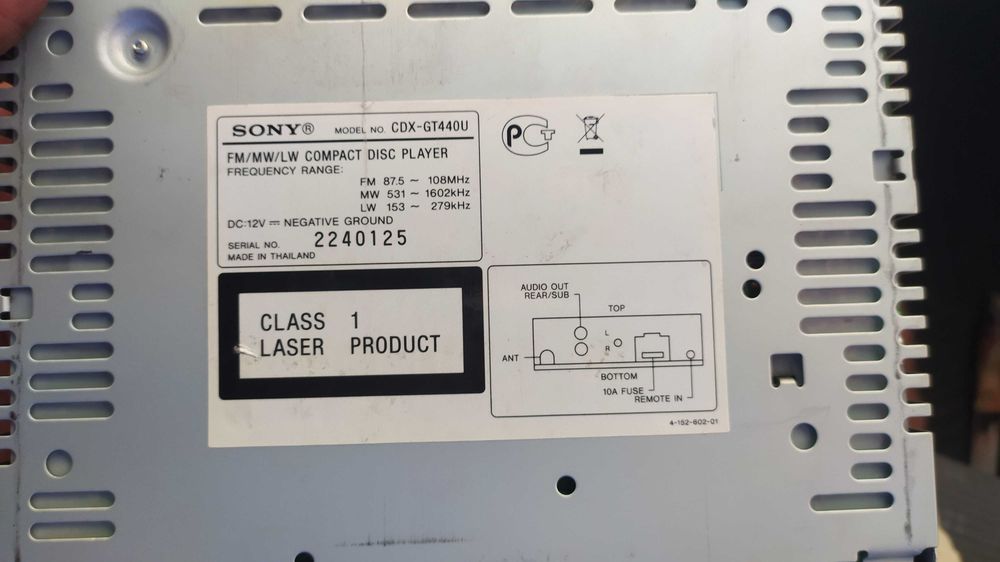 SONY® MODEL NO. CDX-GT440U
FM/MW/LW COMPACT DISC PLAYER
FREQUENCY RANGE:
FM 87.5 ~ 108MHz
MW 531 ~ 1602kHz
LW 153 ~ 279kHz
DC:12V ⎓ NEGATIVE GROUND
SERIAL NO. 2240125
MADE IN THAILAND
PCT
CLASS 1
LASER PRODUCT
AUDIO OUT
REAR/SUB
TOP
L
R
ANT
BOTTOM
10A FUSE
REMOTE IN
4-152-602-01